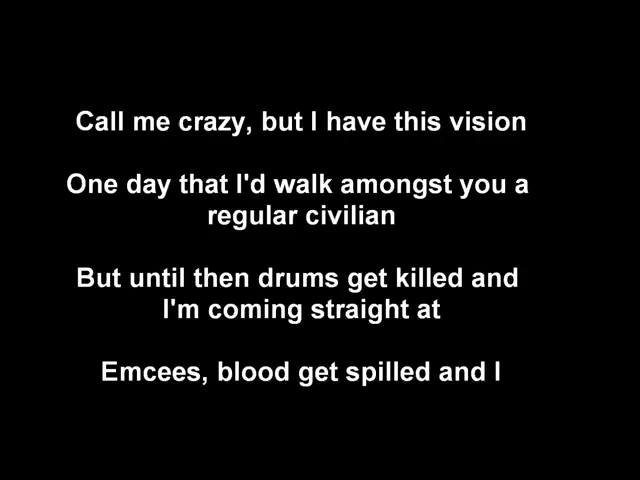 Call me crazy, but I have this vision
One day that I'd walk amongst you a
regular civilian
But until then drums get killed and
I'm coming straight at
Emcees, blood get spilled and I